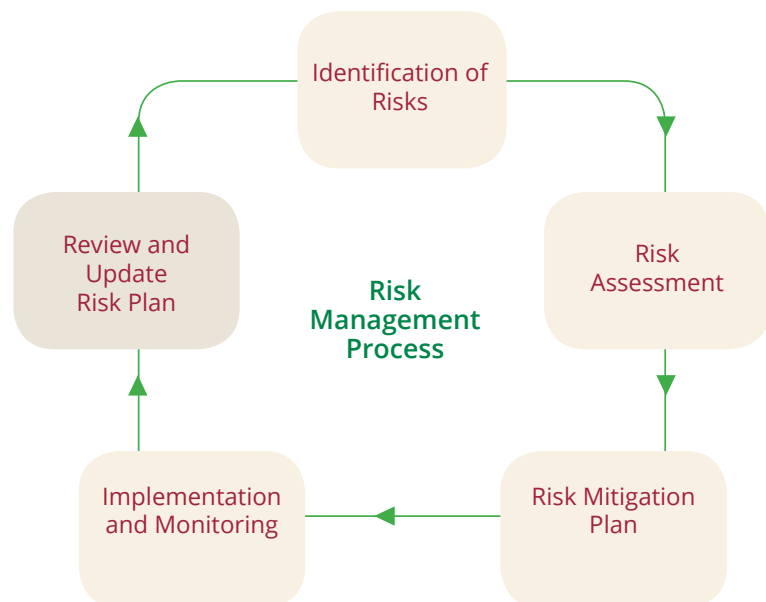 Identification of
Risks
Risk
Assessment
Risk Mitigation
Plan
Implementation
and Monitoring
Review and
Update
Risk Plan
Risk
Management
Process